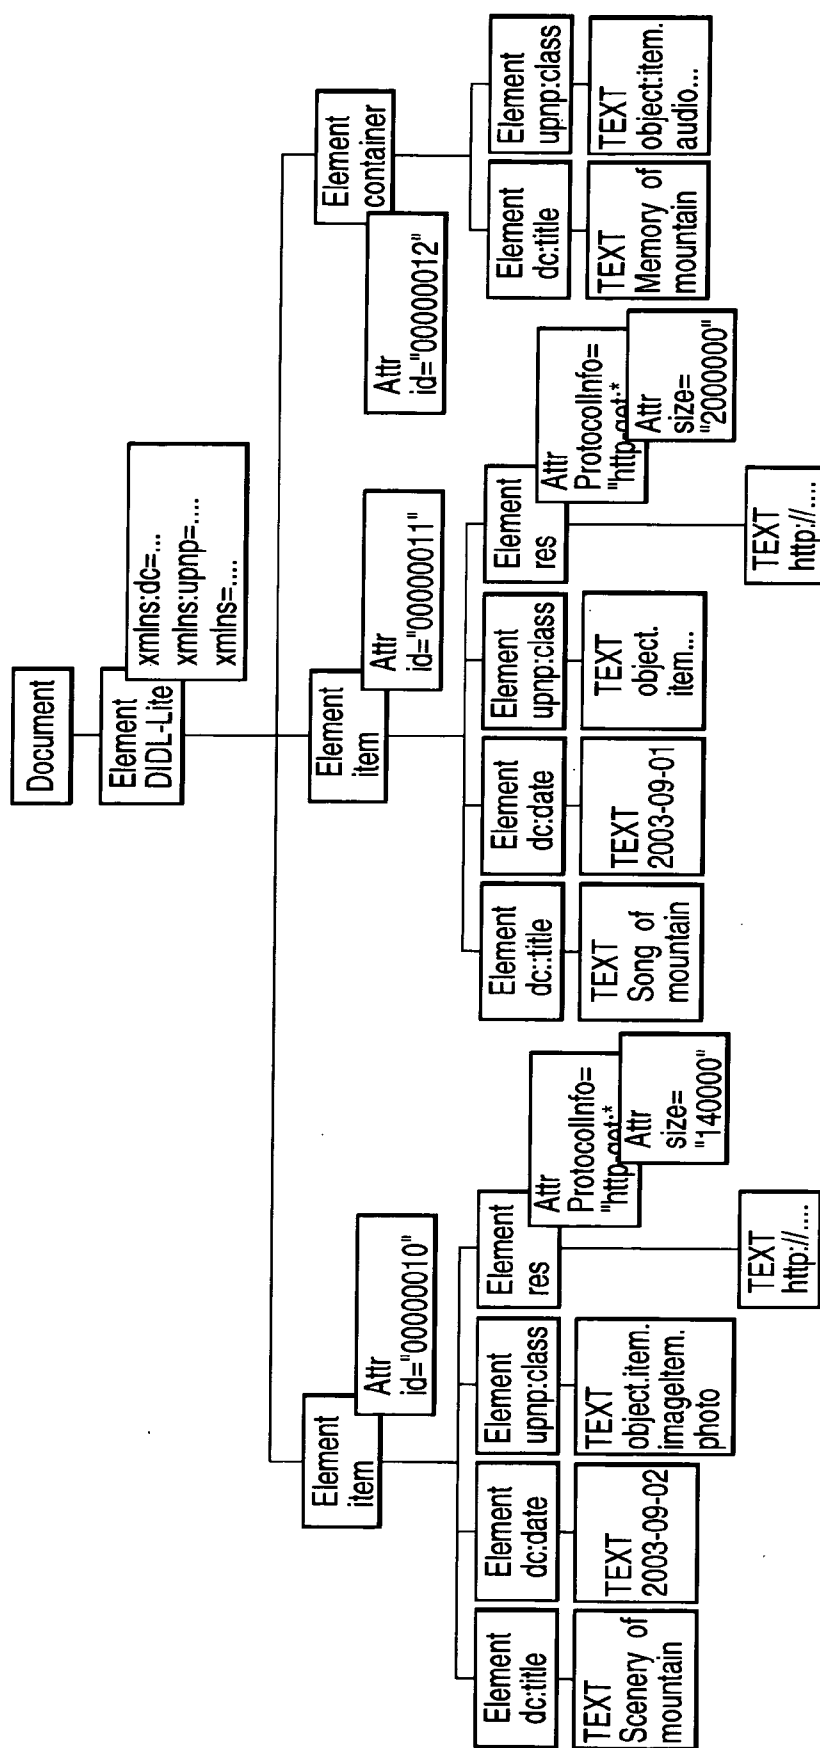 Document
Element
DIDL-Lite
xmlns:dc=...
xmlns:upnp=....
xmlns=....
Element
item
Attr
id="00000010"
Element
dc:title
TEXT
Scenery of
mountain
Element
dc:date
TEXT
2003-09-02
Element
upnp:class
TEXT
object.item.
imageItem.
photo
Element
res
Attr
ProtocolInfo=
"http-get:*
Attr
size=
"140000"
TEXT
http://....
Element
item
Attr
id="00000011"
Element
dc::title
TEXT
Song of
mountain
Element
dc:date
TEXT
2003-09-01
Element
upnp:class
TEXT
object.
item...
Element
res
Attr
ProtocolInfo=
"http-get:*
Attr
size=
"2000000"
TEXT
http://....
Element
container
Attr
id="00000012"
Element
dc:title
TEXT
Memory of
mountain
Element
upnp:class
TEXT
object:item.
audio...